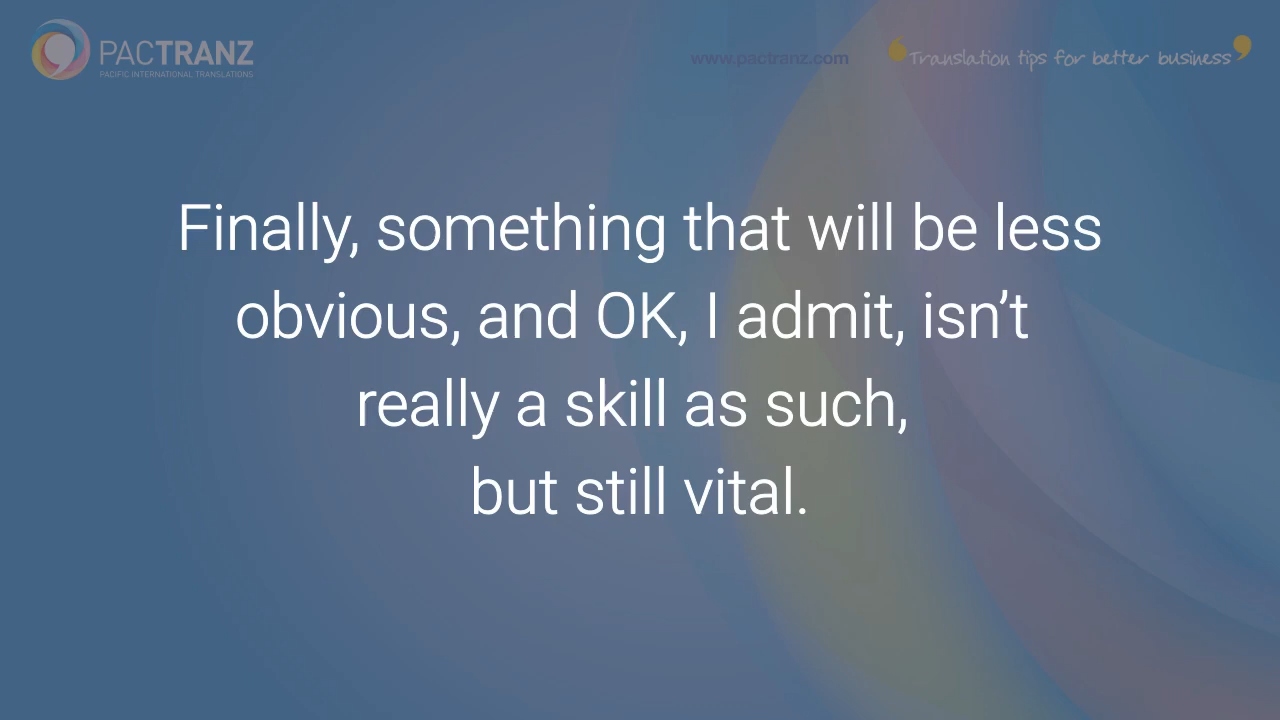 PACTRANZ
PACIFIC INTERNATIONAL TRANSLATIONS
www.pactranz.com
Translation tips for better business
Finally, something that will be less
obvious, and OK, I admit, isn’t
really a skill as such,
but still vital.